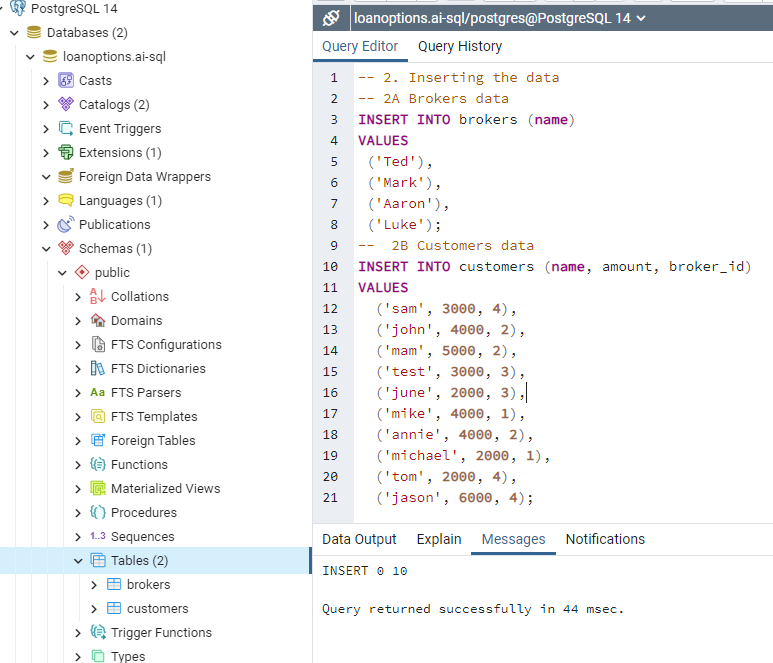 PostgreSQL 14
Databases (2)
loanoptions.ai-sql
Casts
Catalogs (2)
Event Triggers
Extensions (1)
Foreign Data Wrappers
Languages (1)
Publications
Schemas (1)
public
Collations
Domains
FTS Configurations
FTS Dictionaries
Aa FTS Parsers
FTS Templates
Foreign Tables
Functions
Materialized Views
Procedures
1..3 Sequences
Tables (2)
brokers
customers
Trigger Functions
Types
loanoptions.ai-sql/postgres@PostgreSQL 14
Query Editor Query History
1 -- 2. Inserting the data
2 -- 2A Brokers data
3 INSERT INTO brokers (name)
4 VALUES
5 ('Ted'),
6 ('Mark'),
7 ('Aaron'),
8 ('Luke');
9 --  2B Customers data
10 INSERT INTO customers (name, amount, broker_id)
11 VALUES
12 ('sam', 3000, 4),
13 ('john', 4000, 2),
14 ('mam', 5000, 2),
15 ('test', 3000, 3),
16 ('june', 2000, 3),
17 ('mike', 4000, 1),
18 ('annie', 4000, 2),
19 ('michael', 2000, 1),
20 ('tom', 2000, 4),
21 ('jason', 6000, 4);
Data Output Explain Messages Notifications
INSERT 0 10
Query returned successfully in 44 msec.